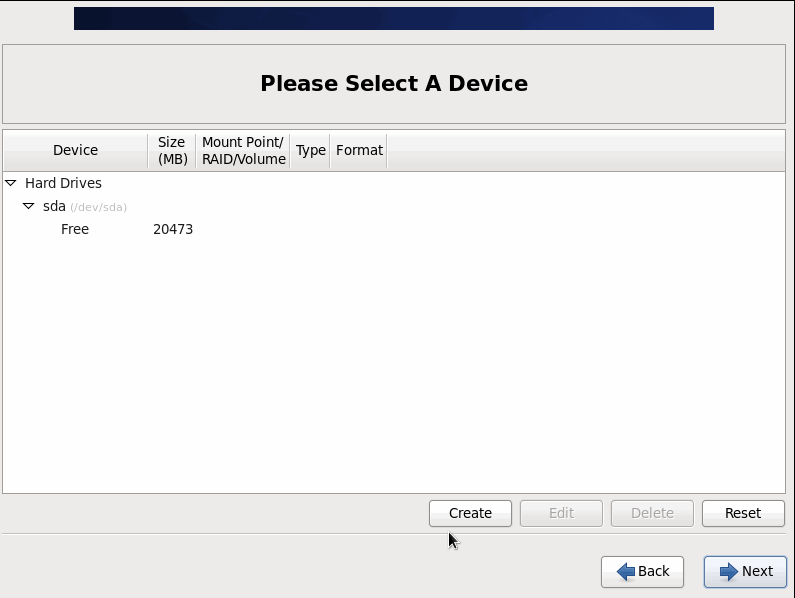 Please Select A Device
Device
Size (MB)
Mount Point/ RAID/Volume
Type
Format
Hard Drives
sda (/dev/sda)
Free 20473
Create Edit Delete Reset
Back Next